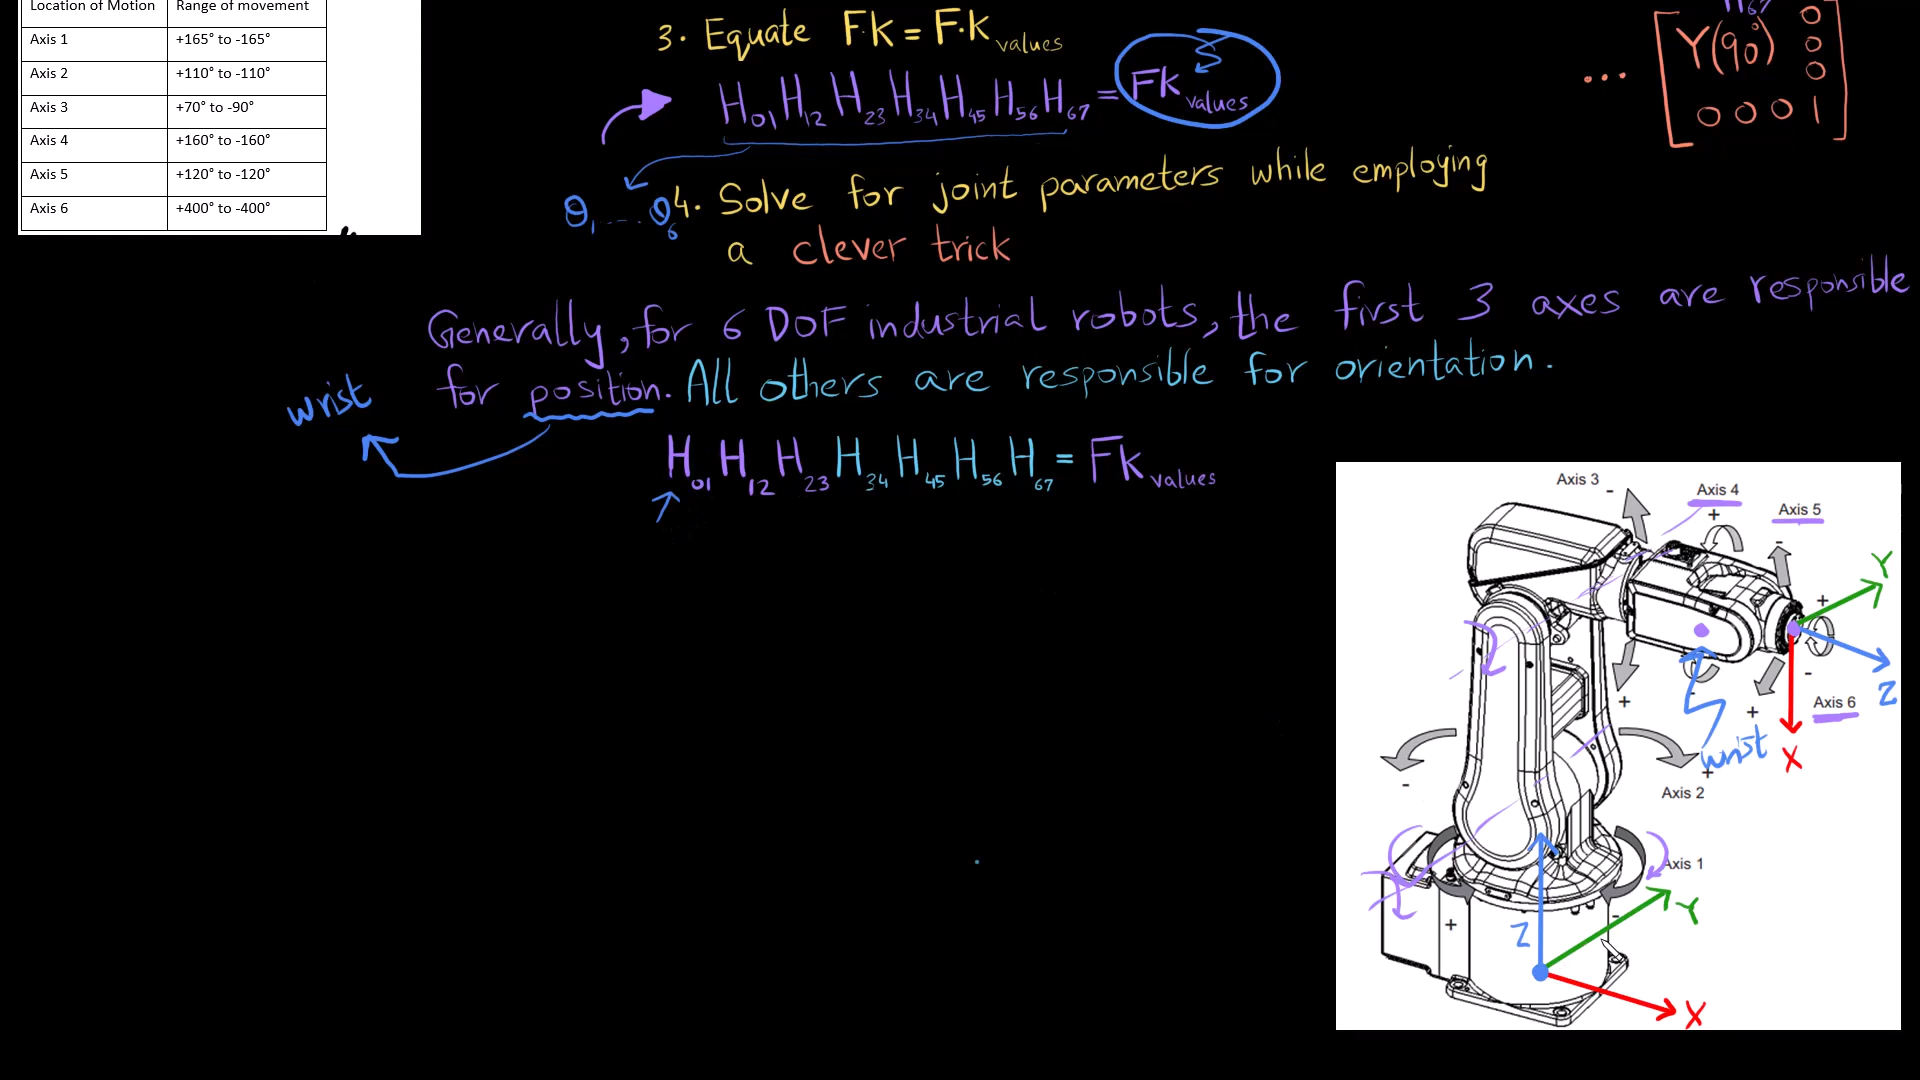 Location of Motion Range of movement
Axis 1 +165° to -165°
Axis 2 +110° to -110°
Axis 3 +70° to -90°
Axis 4 +160° to -160°
Axis 5 +120° to -120°
Axis 6 +400° to -400°
3. Equate F.K = F.K values
H01 H12 H23 H34 H45 H56 H67 = FK values
θ1 .... θ6
4. Solve for joint parameters while employing
a clever trick
H67
... Y(90°) 0
0
0
0 0 0 1
Generally, for 6 DoF industrial robots, the first 3 axes are responsible
for position. All others are responsible for orientation.
wrist
H01 H12 H23 H34 H45 H56 H67 = FK values
Axis 3 -
Axis 4
+
Axis 5
-
Y
+
-
Z
+
+
Axis 6
wrist
X
-
+
Axis 2
Axis 1
Y
-
+
Z
X